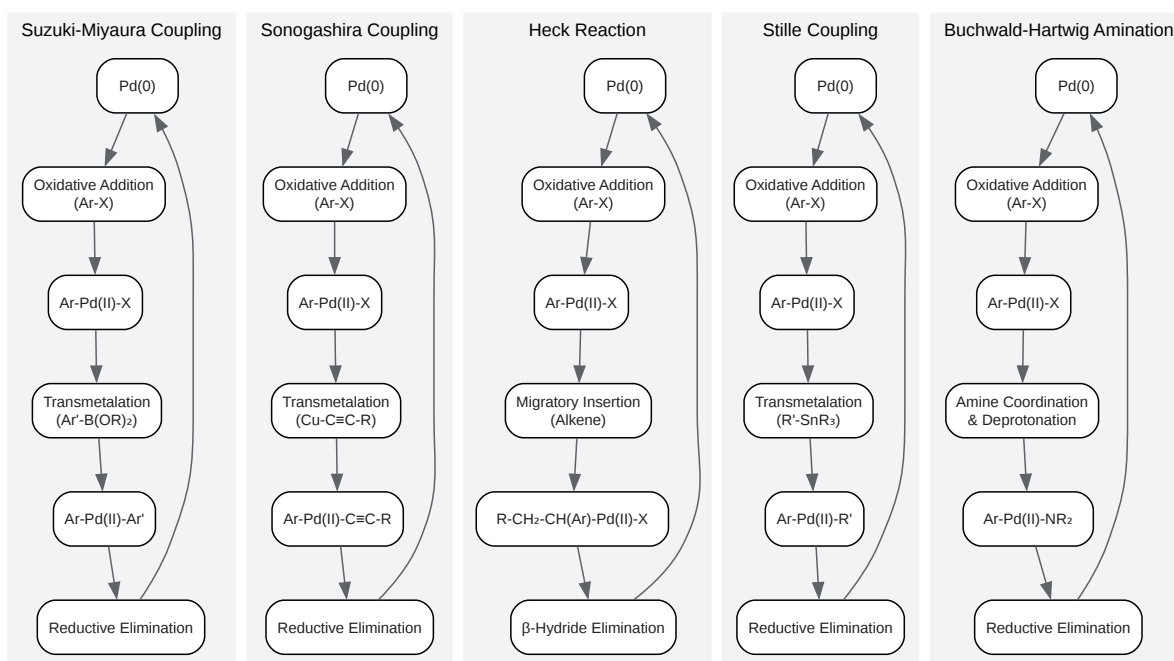 Suzuki-Miyaura Coupling
Pd(0)
Oxidative Addition
(Ar-X)
Ar-Pd(II)-X
Transmetalation
(Ar'-B(OR)₂)
Ar-Pd(II)-Ar'
Reductive Elimination
Sonogashira Coupling
Pd(0)
Oxidative Addition
(Ar-X)
Ar-Pd(II)-X
Transmetalation
(Cu-C≡C-R)
Ar-Pd(II)-C≡C-R
Reductive Elimination
Heck Reaction
Pd(0)
Oxidative Addition
(Ar-X)
Ar-Pd(II)-X
Migratory Insertion
(Alkene)
R-CH₂-CH(Ar)-Pd(II)-X
β-Hydride Elimination
Stille Coupling
Pd(0)
Oxidative Addition
(Ar-X)
Ar-Pd(II)-X
Transmetalation
(R'-SnR₃)
Ar-Pd(II)-R'
Reductive Elimination
Buchwald-Hartwig Amination
Pd(0)
Oxidative Addition
(Ar-X)
Ar-Pd(II)-X
Amine Coordination
& Deprotonation
Ar-Pd(II)-NR₂
Reductive Elimination